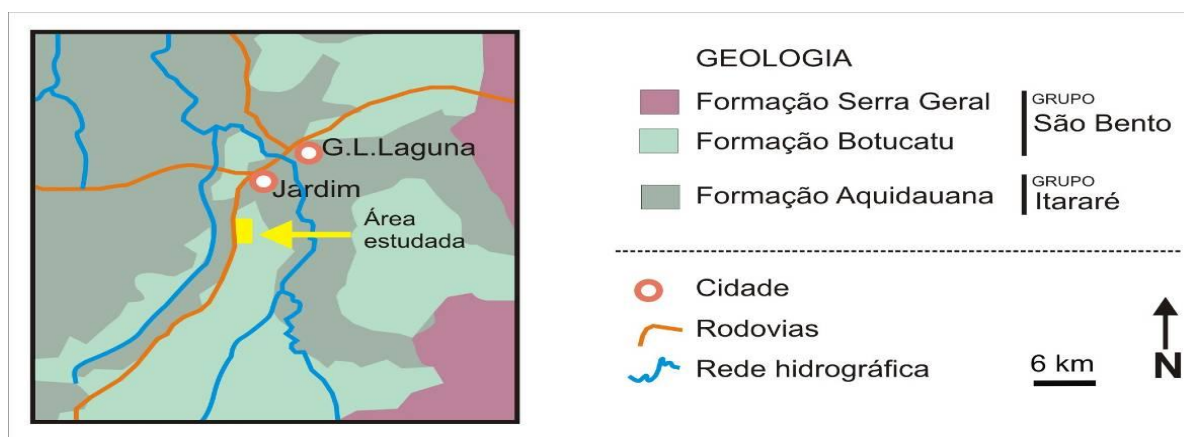 G.L.Laguna
Jardim
Área
estudada
GEOLOGIA
Formação Serra Geral
Formação Botucatu
GRUPO
São Bento
Formação Aquidauana
GRUPO
Itararé
Cidade
Rodovias
Rede hidrográfica
6 km
N